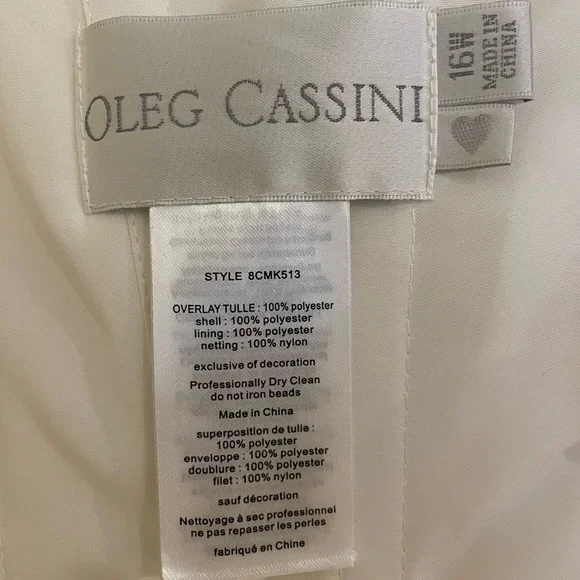 OLEG CASSINI
16W
MADE IN
CHINA
STYLE 8CMK513
OVERLAY TULLE : 100% polyester
shell : 100% polyester
lining : 100% polyester
netting : 100% nylon
exclusive of decoration
Professionally Dry Clean
do not iron beads
Made in China
superposition de tulle :
100% polyester
enveloppe : 100% polyester
doublure : 100% polyester
filet : 100% nylon
sauf décoration
Nettoyage à sec professionnel
ne pas repasser les perles
fabriqué en Chine